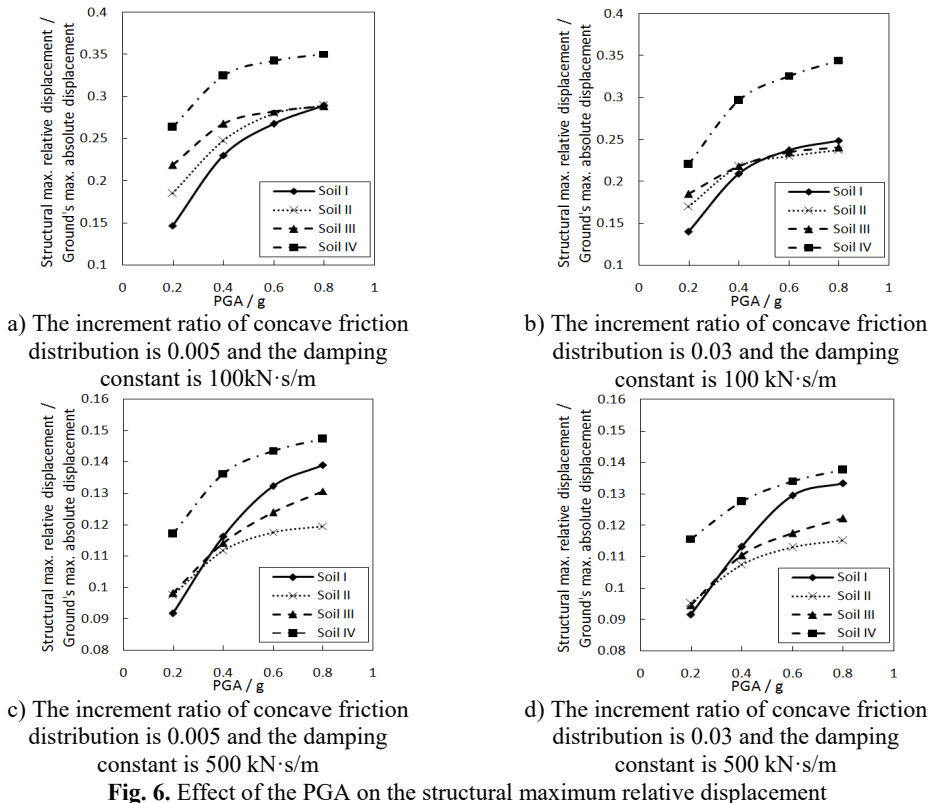 Structural max. relative displacement /
Ground's max. absolute displacement
0.4
0.35
0.3
0.25
0.2
0.15
0.1
0
0.2
0.4
0.6
0.8
1
PGA / g
Soil I
Soil II
Soil III
Soil IV
a) The increment ratio of concave friction
distribution is 0.005 and the damping
constant is 100kN·s/m
Structural max. relative displacement /
Ground's max. absolute displacement
0.4
0.35
0.3
0.25
0.2
0.15
0.1
0
0.2
0.4
0.6
0.8
1
PGA / g
Soil I
Soil II
Soil III
Soil IV
b) The increment ratio of concave friction
distribution is 0.03 and the damping
constant is 100 kN·s/m
Structural max. relative displacement /
Ground's max. absolute displacement
0.16
0.15
0.14
0.13
0.12
0.11
0.1
0.09
0.08
0
0.2
0.4
0.6
0.8
1
PGA / g
Soil I
Soil II
Soil III
Soil IV
c) The increment ratio of concave friction
distribution is 0.005 and the damping
constant is 500 kN·s/m
Structural max. relative displacement /
Ground's max. absolute displacement
0.16
0.15
0.14
0.13
0.12
0.11
0.1
0.09
0.08
0
0.2
0.4
0.6
0.8
1
PGA / g
Soil I
Soil II
Soil III
Soil IV
d) The increment ratio of concave friction
distribution is 0.03 and the damping
constant is 500 kN·s/m
Fig. 6. Effect of the PGA on the structural maximum relative displacement